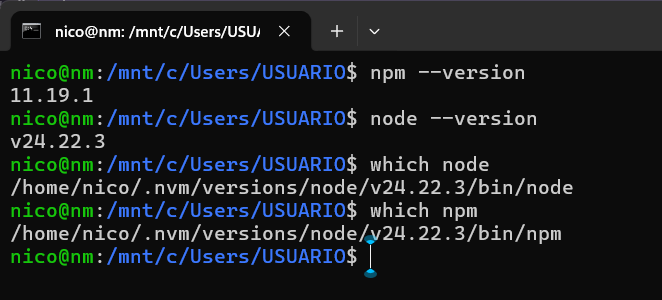 nico@nm: /mnt/c/Users/USUA
nico@nm:/mnt/c/Users/USUARIO$ npm --version
11.19.1
nico@nm:/mnt/c/Users/USUARIO$ node --version
v24.22.3
nico@nm:/mnt/c/Users/USUARIO$ which node
/home/nico/.nvm/versions/node/v24.22.3/bin/node
nico@nm:/mnt/c/Users/USUARIO$ which npm
/home/nico/.nvm/versions/node/v24.22.3/bin/npm
nico@nm:/mnt/c/Users/USUARIO$